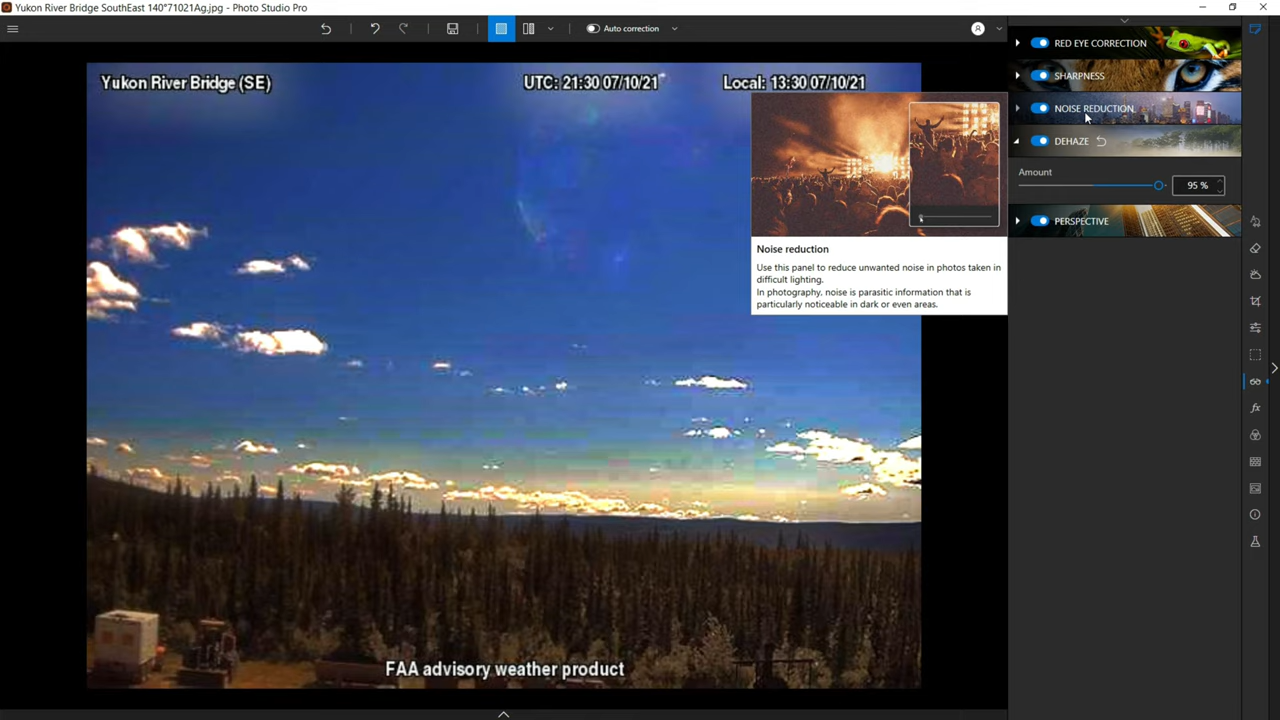 Yukon River Bridge SouthEast 140°71021Ag.jpg - Photo Studio Pro
Auto correction
Yukon River Bridge (SE)
UTC: 21:30 07/10/21
Local: 13:30 07/10/21
RED EYE CORRECTION
SHARPNESS
NOISE REDUCTION
DEHAZE
Amount
95 %
PERSPECTIVE
Noise reduction
Use this panel to reduce unwanted noise in photos taken in
difficult lighting.
In photography, noise is parasitic information that is
particularly noticeable in dark or even areas.
fx
FAA advisory weather product